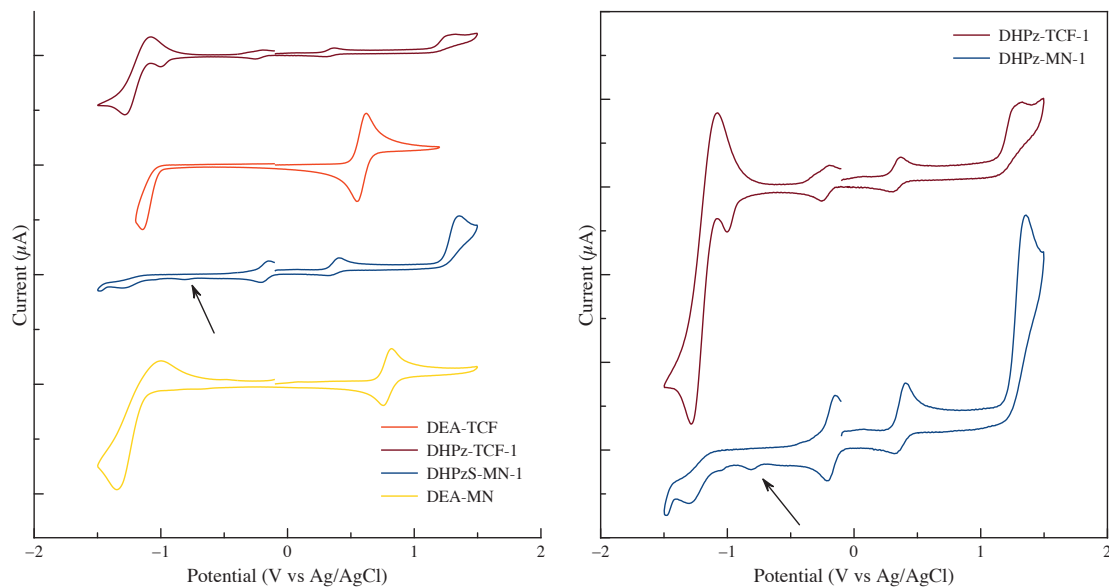 Current (µA)
DEA-TCF
DHPz-TCF-1
DHPzS-MN-1
DEA-MN
−2
−1
0
1
2
Potential (V vs Ag/AgCl)
DHPz-TCF-1
DHPz-MN-1
Current (µA)
−2
−1
0
1
2
Potential (V vs Ag/AgCl)